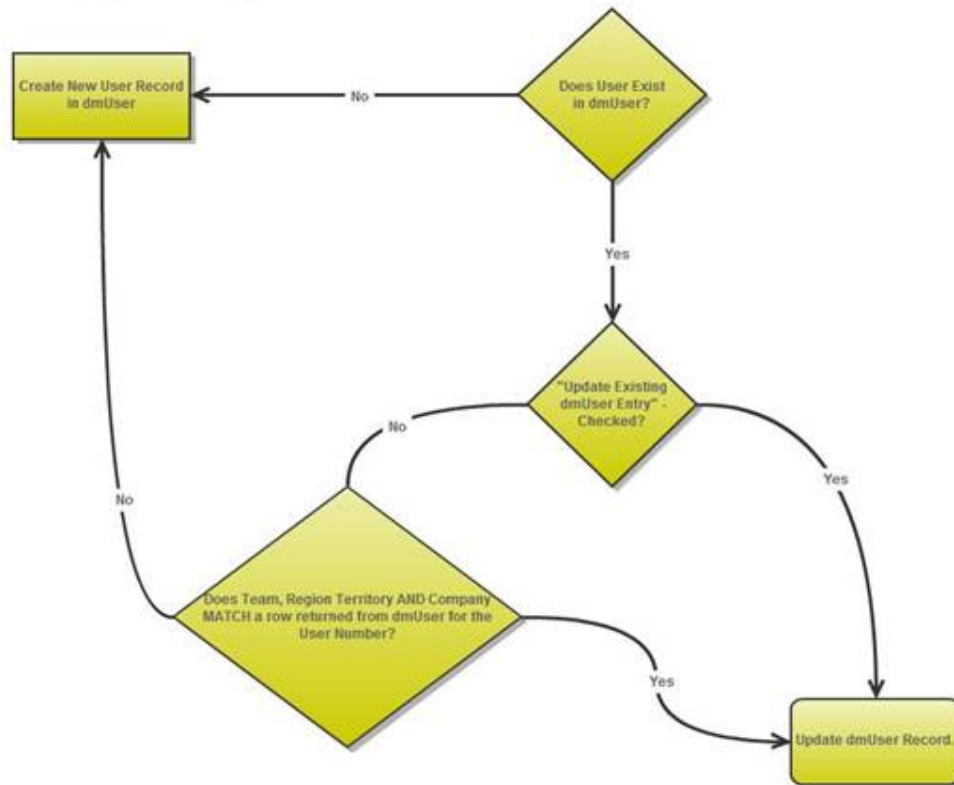 Create New User Record
in dmUser
No
Does User Exist
in dmUser?
Yes
"Update Existing
dmUser Entry" -
Checked?
No
Yes
No
Does Team, Region Territory AND Company
MATCH a row returned from dmUser for the
User Number?
Yes
Update dmUser Record.